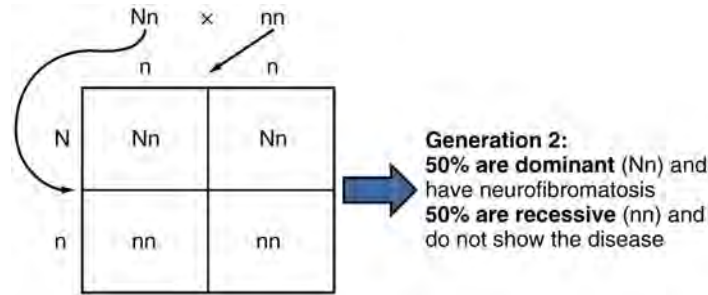 Nn × nn
n n
N Nn Nn
n nn nn
Generation 2:
50% are dominant (Nn) and
have neurofibromatosis
50% are recessive (nn) and
do not show the disease